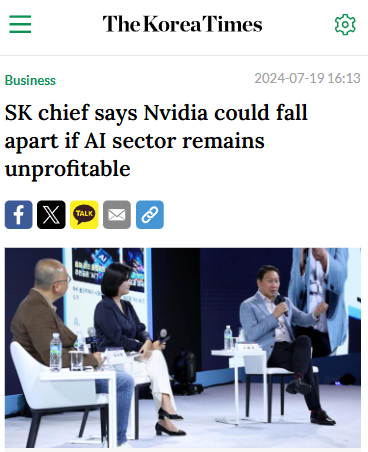 The Korea Times
Business
2024-07-19 16:13
SK chief says Nvidia could fall
apart if AI sector remains
unprofitable
TALK
AI